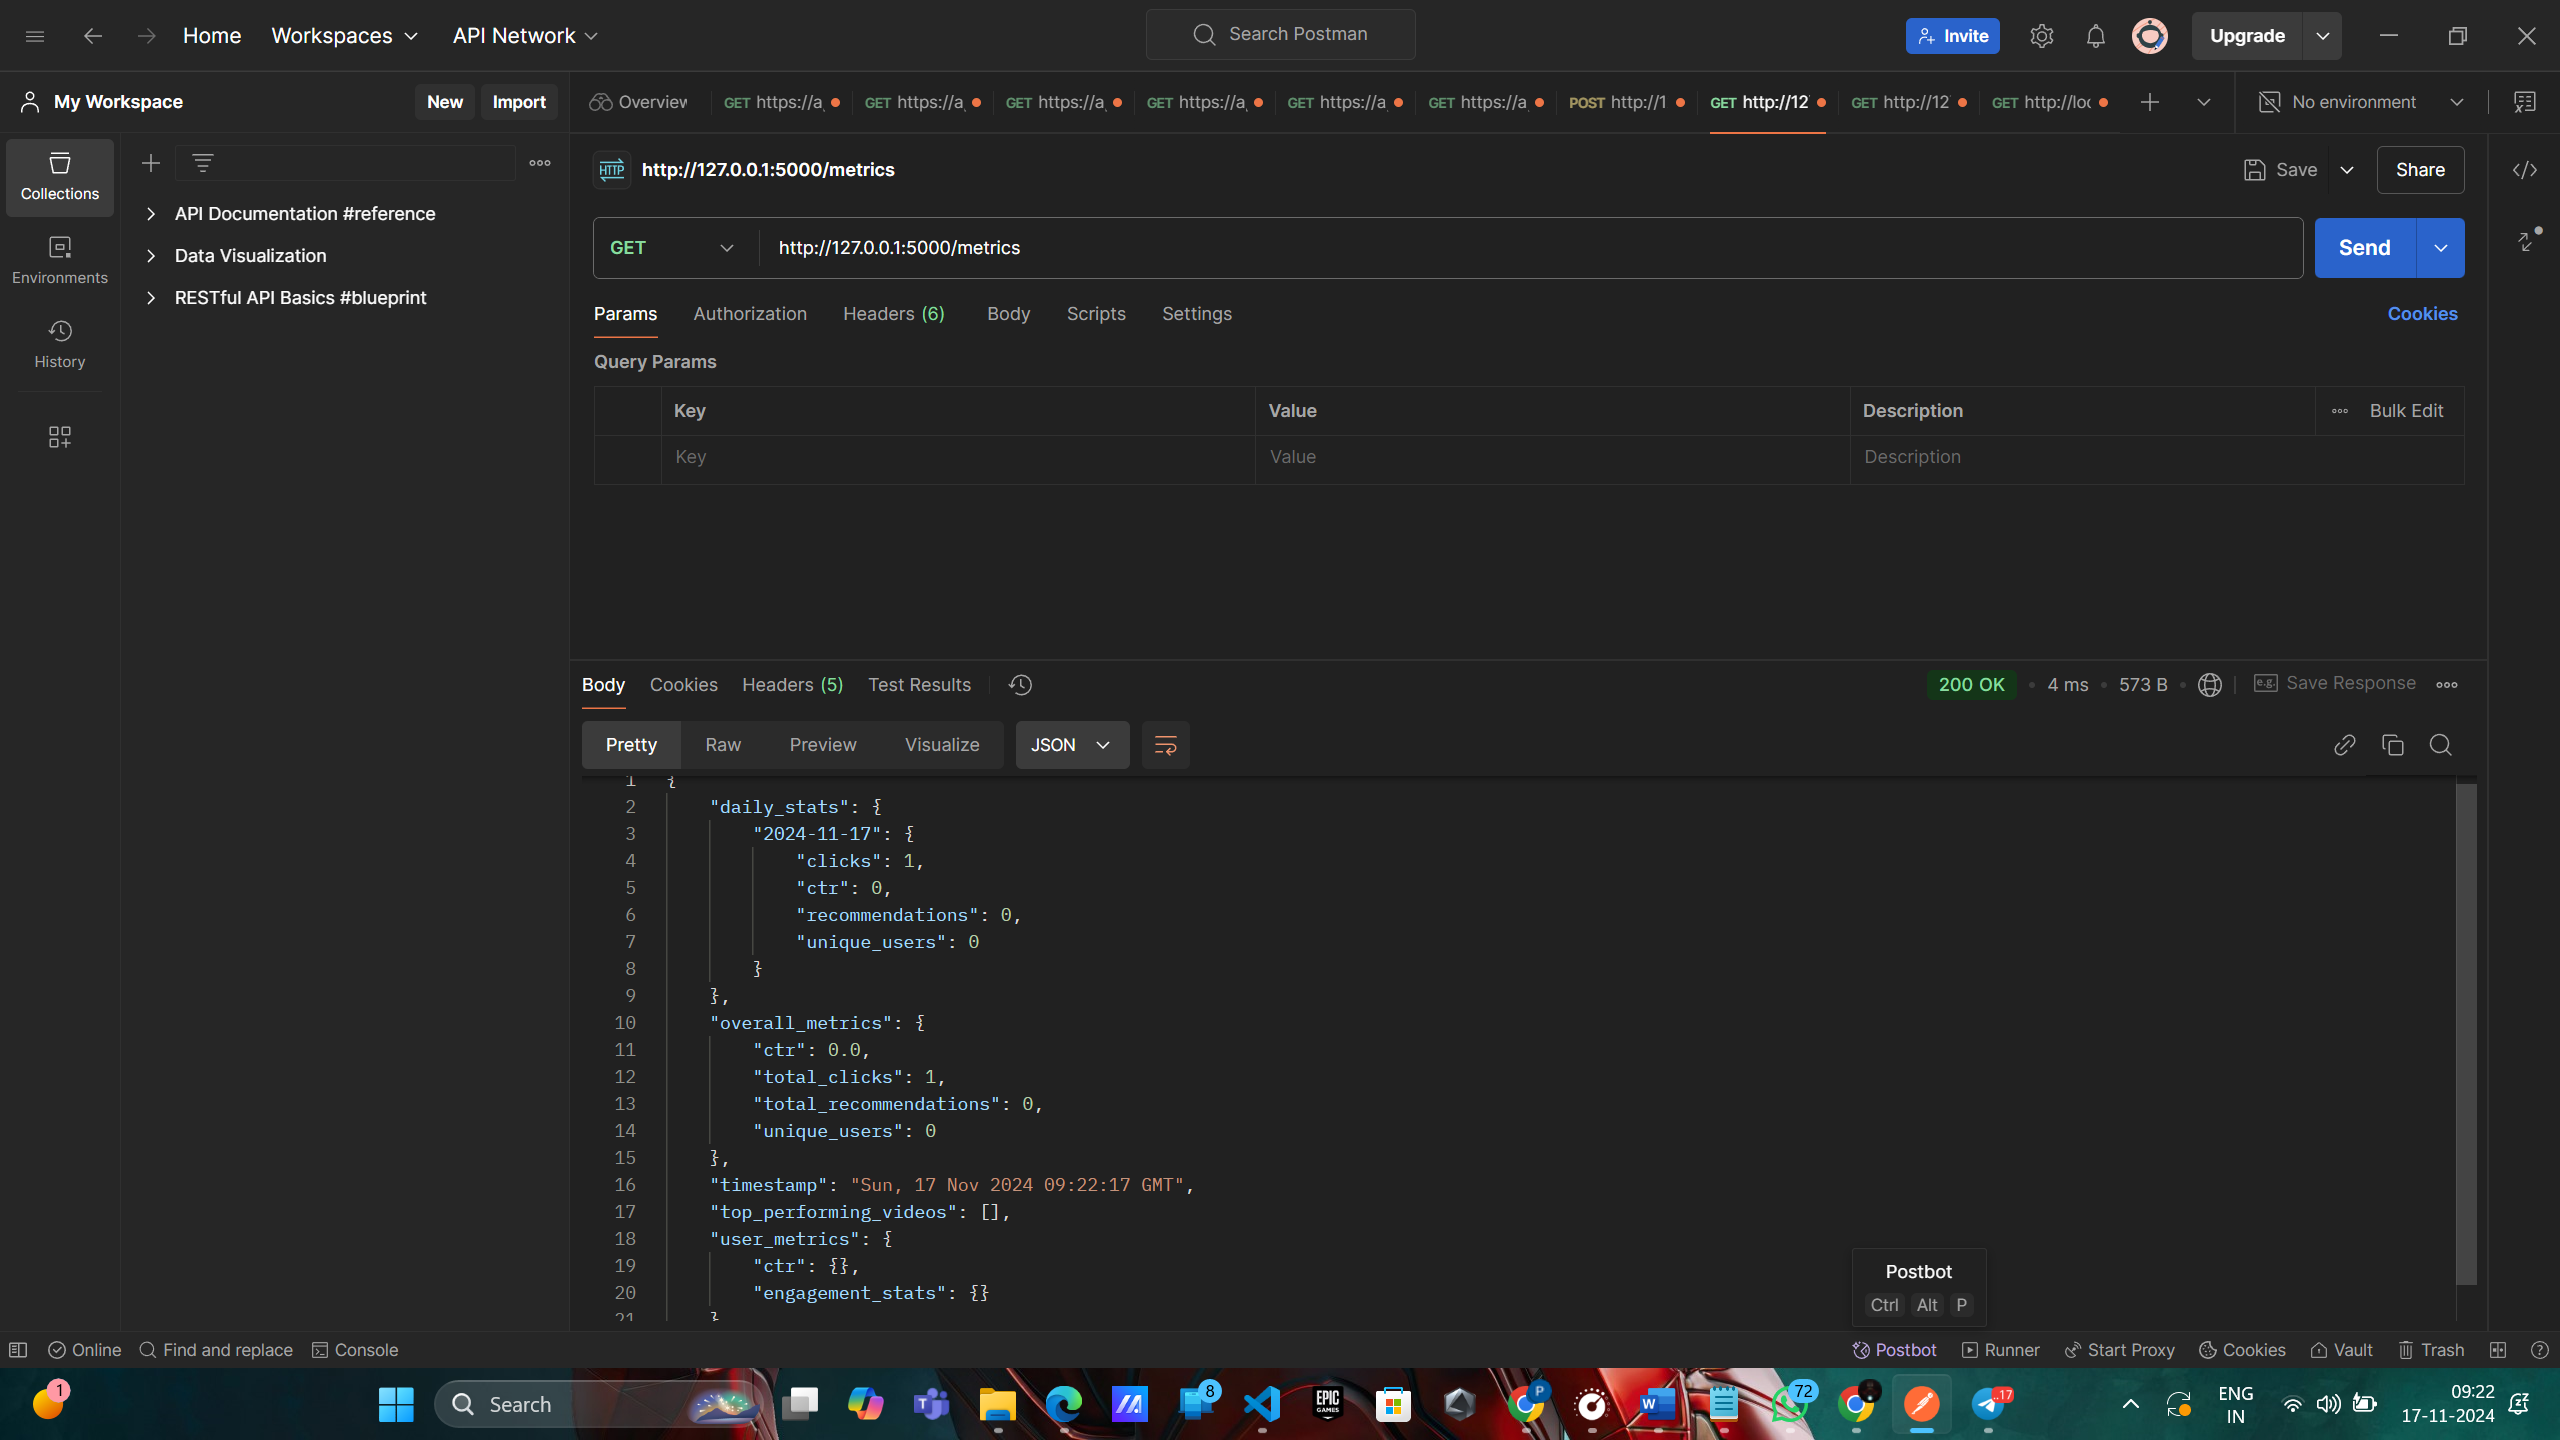 Home Workspaces API Network Search Postman Invite Upgrade
My Workspace New Import
Overview GET https://a GET https://a GET https://a GET https://a GET https://a GET https://a POST http://1 GET http://12 GET http://12 GET http://loc No environment
Collections
Environments
History
API Documentation #reference
Data Visualization
RESTful API Basics #blueprint
HTTP http://127.0.0.1:5000/metrics Save Share
GET http://127.0.0.1:5000/metrics Send
Params Authorization Headers (6) Body Scripts Settings Cookies
Query Params
Key Value Description Bulk Edit
Key Value Description
Body Cookies Headers (5) Test Results 200 OK 4 ms 573 B e.g. Save Response
Pretty Raw Preview Visualize JSON
1 {
2 "daily_stats": {
3 "2024-11-17": {
4 "clicks": 1,
5 "ctr": 0,
6 "recommendations": 0,
7 "unique_users": 0
8 }
9 },
10 "overall_metrics": {
11 "ctr": 0.0,
12 "total_clicks": 1,
13 "total_recommendations": 0,
14 "unique_users": 0
15 },
16 "timestamp": "Sun, 17 Nov 2024 09:22:17 GMT",
17 "top_performing_videos": [],
18 "user_metrics": {
19 "ctr": {},
20 "engagement_stats": {}
21 }
Postbot
Ctrl Alt P
Online Find and replace Console Postbot Runner Start Proxy Cookies Vault Trash
1 Search 8 EPIC GAMES P W 72 17
ENG
IN
09:22
17-11-2024